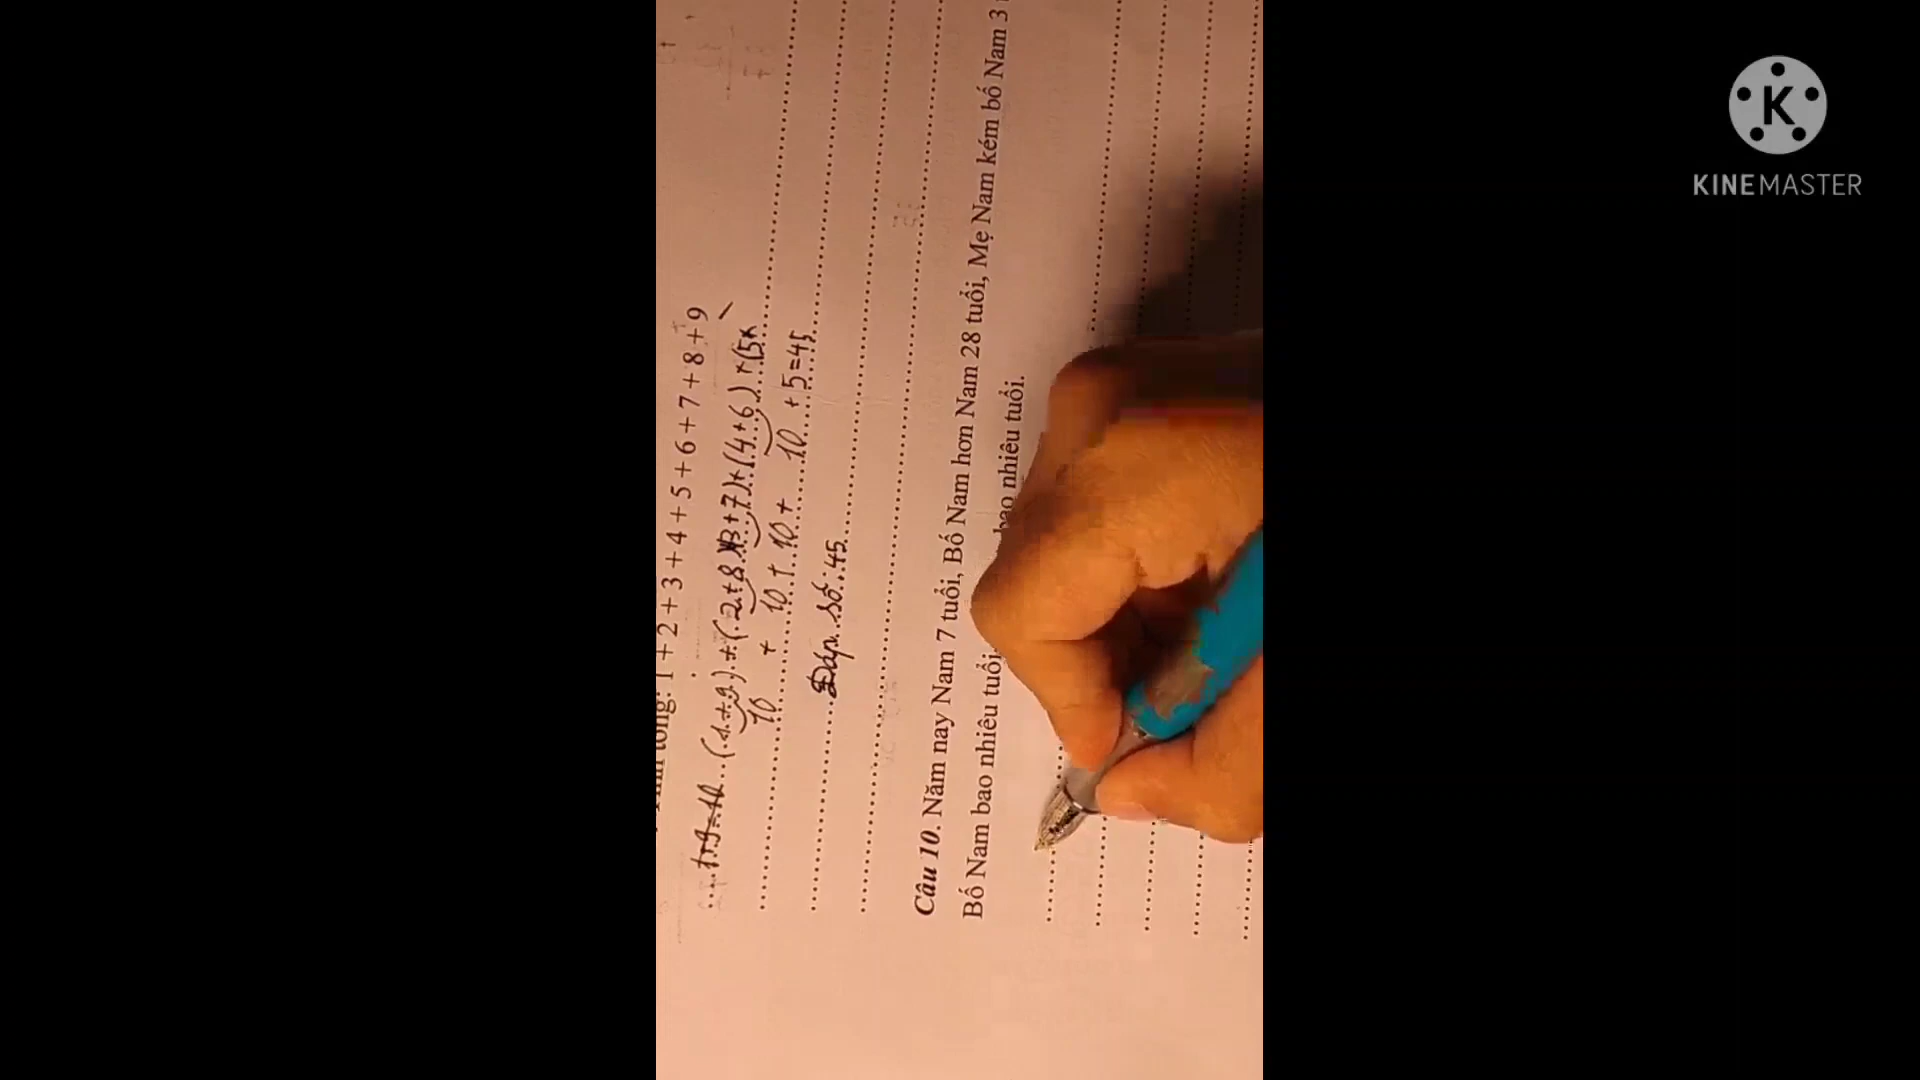 tổng: 1 + 2 + 3 + 4 + 5 + 6 + 7 + 8 + 9
1+9=10 (1+9) + (2+8)(3+7)+(4+6)+(5
10 + 10 + 10 + 10 + 5 = 45
Đáp số: 45
Câu 10. Năm nay Nam 7 tuổi, Bố Nam hơn Nam 28 tuổi, Mẹ Nam kém bố Nam 3
Bố Nam bao nhiêu tuổi, bao nhiêu tuổi.
K
KINEMASTER